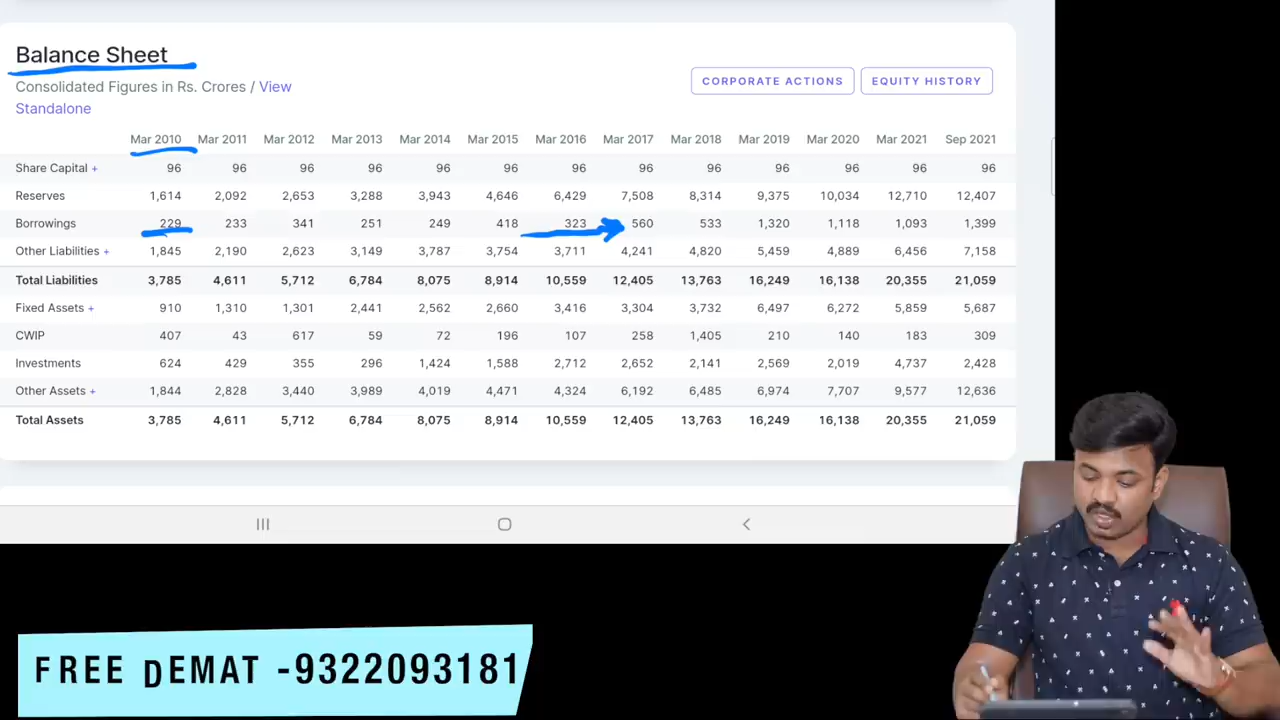 Balance Sheet
Consolidated Figures in Rs. Crores / View
Standalone
CORPORATE ACTIONS EQUITY HISTORY
Mar 2010 Mar 2011 Mar 2012 Mar 2013 Mar 2014 Mar 2015 Mar 2016 Mar 2017 Mar 2018 Mar 2019 Mar 2020 Mar 2021 Sep 2021
Share Capital + 96 96 96 96 96 96 96 96 96 96 96 96 96
Reserves 1,614 2,092 2,653 3,288 3,943 4,646 6,429 7,508 8,314 9,375 10,034 12,710 12,407
Borrowings 229 233 341 251 249 418 323 560 533 1,320 1,118 1,093 1,399
Other Liabilities + 1,845 2,190 2,623 3,149 3,787 3,754 3,711 4,241 4,820 5,459 4,889 6,456 7,158
Total Liabilities 3,785 4,611 5,712 6,784 8,075 8,914 10,559 12,405 13,763 16,249 16,138 20,355 21,059
Fixed Assets + 910 1,310 1,301 2,441 2,562 2,660 3,416 3,304 3,732 6,497 6,272 5,859 5,687
CWIP 407 43 617 59 72 196 107 258 1,405 210 140 183 309
Investments 624 429 355 296 1,424 1,588 2,712 2,652 2,141 2,569 2,019 4,737 2,428
Other Assets + 1,844 2,828 3,440 3,989 4,019 4,471 4,324 6,192 6,485 6,974 7,707 9,577 12,636
Total Assets 3,785 4,611 5,712 6,784 8,075 8,914 10,559 12,405 13,763 16,249 16,138 20,355 21,059
FREE DEMAT -9322093181